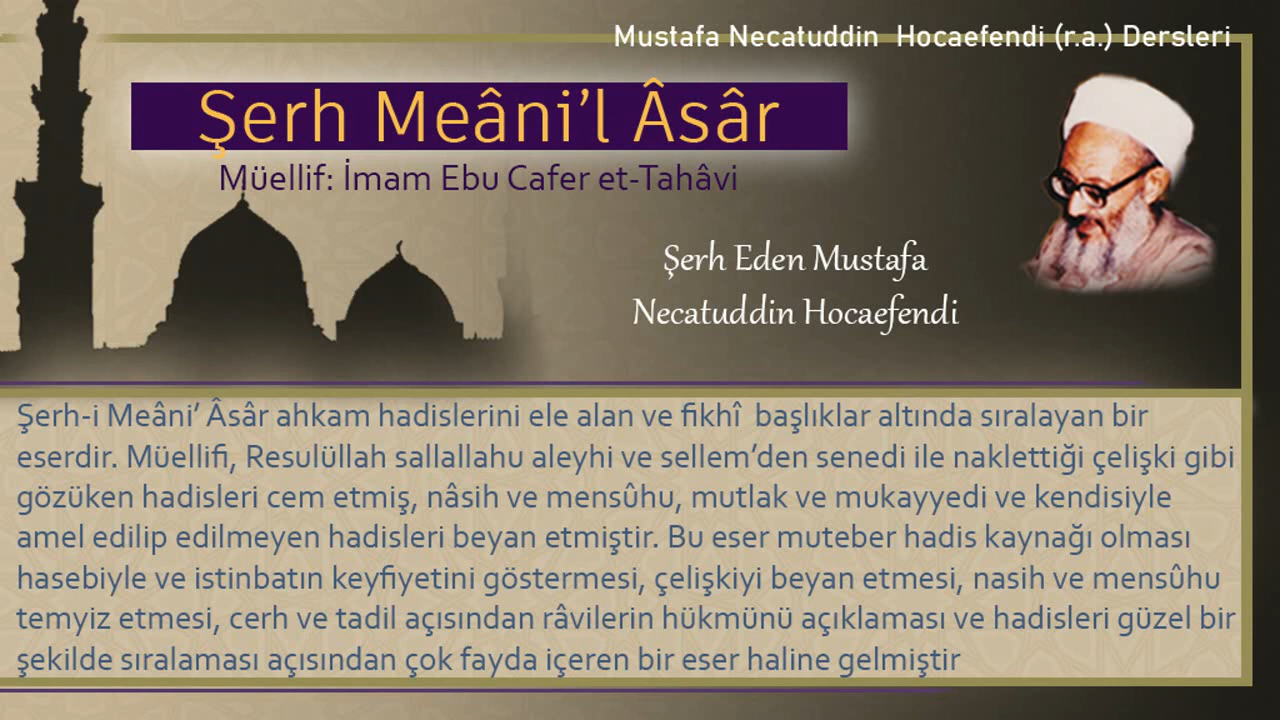 Mustafa Necatuddin Hocaefendi (r.a.) Dersleri
Şerh Meâni’l Âsâr
Müellif: İmam Ebu Cafer et-Tahâvi
Şerh Eden Mustafa
Necatuddin Hocaefendi
Şerh-i Meâni’ Âsâr ahkam hadislerini ele alan ve fıkhî başlıklar altında sıralayan bir
eserdir. Müellifi, Resulüllah sallallahu aleyhi ve sellem’den senedi ile naklettiği çelişki gibi
gözüken hadisleri cem etmiş, nâsih ve mensûhu, mutlak ve mukayyedi ve kendisiyle
amel edilip edilmeyen hadisleri beyan etmiştir. Bu eser muteber hadis kaynağı olması
hasebiyle ve istinbatın keyfiyetini göstermesi, çelişkiyi beyan etmesi, nasih ve mensûhu
temyiz etmesi, cerh ve tadil açısından râvilerin hükmünü açıklaması ve hadisleri güzel bir
şekilde sıralaması açısından çok fayda içeren bir eser haline gelmiştir